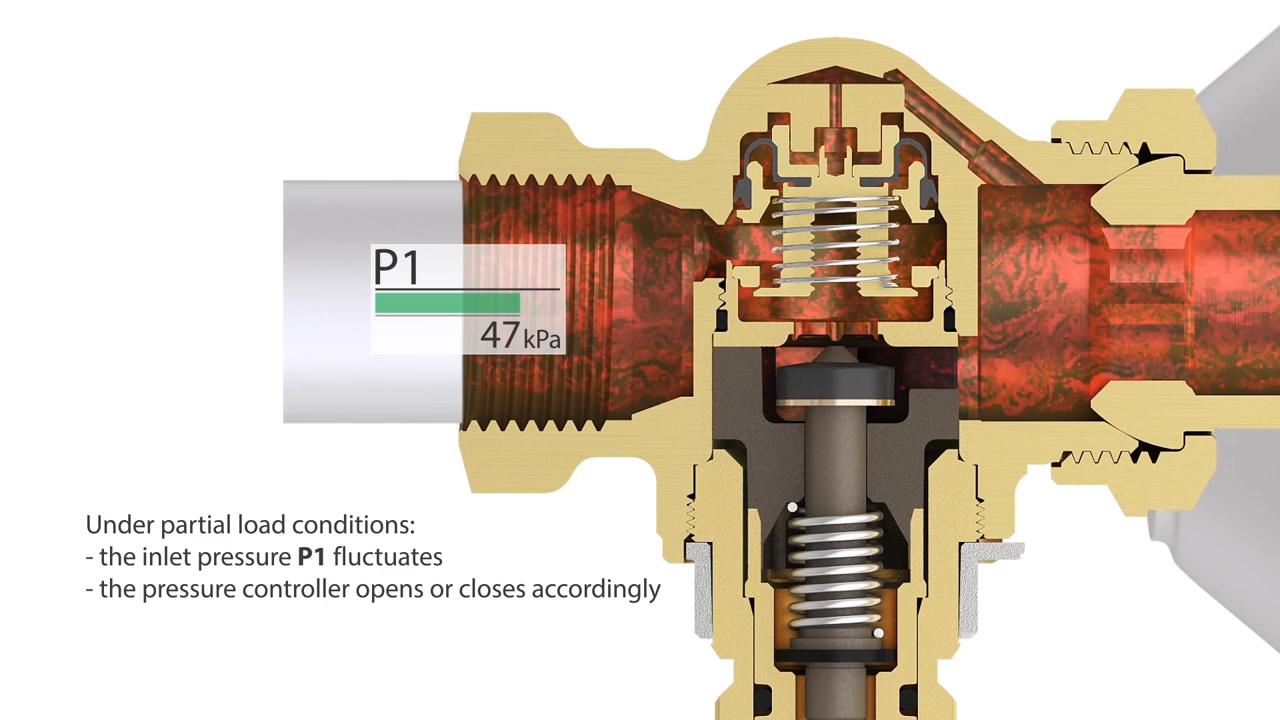 P1
47 kPa
Under partial load conditions:
- the inlet pressure P1 fluctuates
- the pressure controller opens or closes accordingly